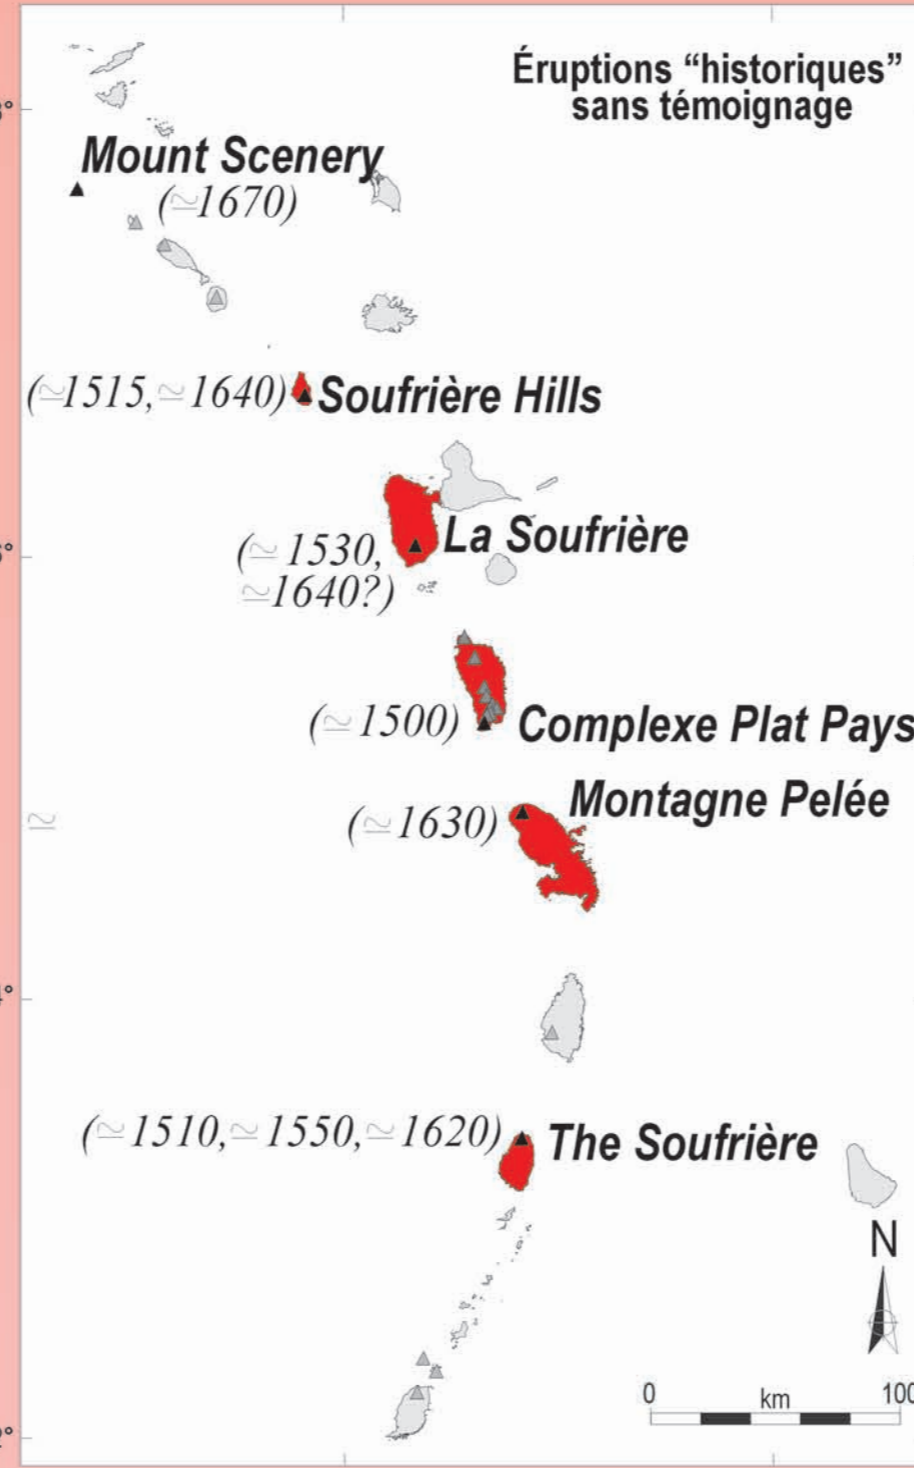 Éruptions “historiques”
sans témoignage
Mount Scenery
(≃1670)
(≃1515,≃1640)
Soufrière Hills
La Soufrière
(≃1530,
≃1640?)
(≃1500)
Complexe Plat Pays
Montagne Pelée
(≃1630)
≃
(≃1510,≃1550,≃1620)
The Soufrière
N
0 km 100